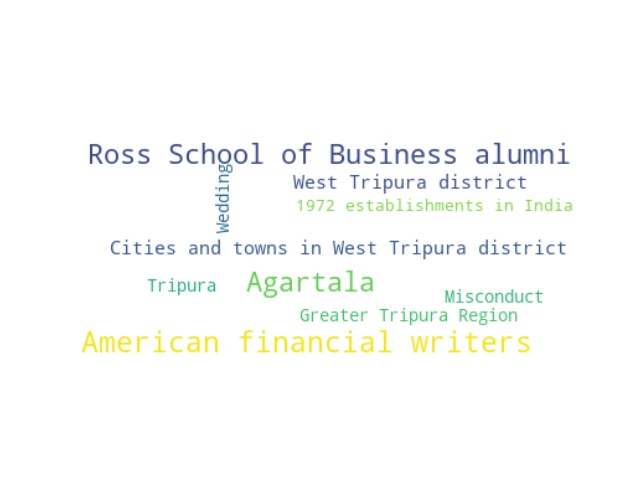 Ross School of Business alumni
Wedding
West Tripura district
1972 establishments in India
Cities and towns in West Tripura district
Tripura
Agartala
Misconduct
Greater Tripura Region
American financial writers